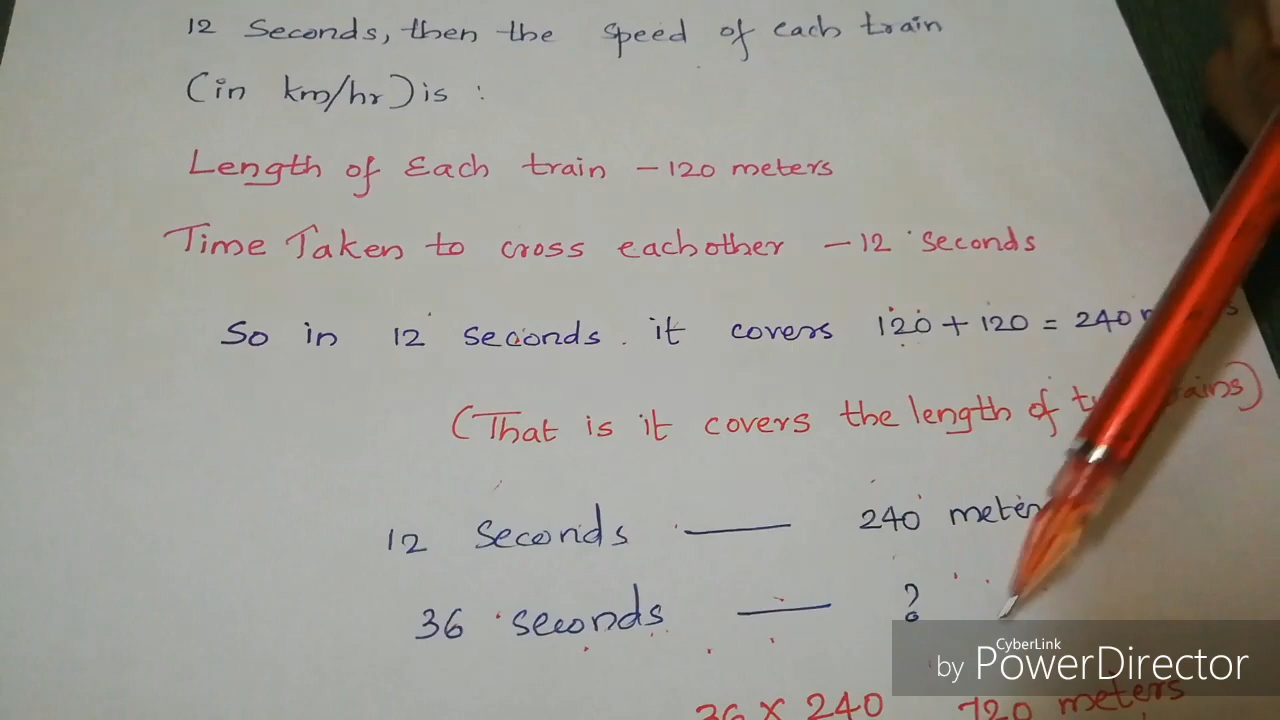 12 Seconds, then the speed of each train
(in km/hr) is :
Length of Each train - 120 meters
Time Taken to cross eachother - 12 seconds
So in 12 seconds. it covers 120 + 120 = 240
(That is it covers the length of
12 Seconds — 240
36 seconds — ?
CyberLink
by PowerDirector
36 X 240 720 meters